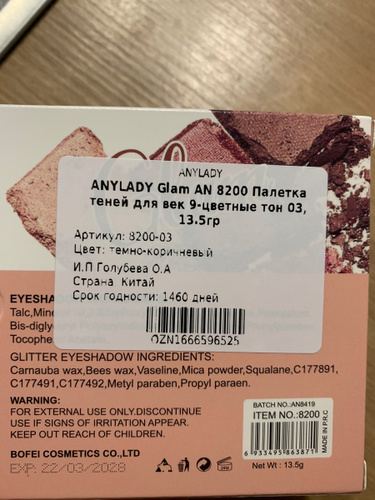 ANYLADY
ANYLADY Glam AN 8200 Палетка
теней для век 9-цветные тон 03,
13.5гр
Артикул: 8200-03
Цвет: темно-коричневый
И.П Голубева О.А
Страна Китай
Срок годности: 1460 дней
OZN1666596525
EYESHAD
Talc,Mine
Bis-digly
Tocophe
GLITTER EYESHADOW INGREDIENTS:
Carnauba wax,Bees wax,Vaseline,Mica powder,Squalane,C177891,
C177491,C177492,Metyl paraben,Propyl paraen.
WARNING:
FOR EXTERNAL USE ONLY.DISCONTINUE
USE IF SIGNS OF IRRITATION APPEAR.
KEEP OUT REACH OF CHILDREN.
BOFEI COSMETICS CO.,LTD
EXP: 22/03/2028
BATCH NO.:AN8419
ITEM NO.:8200
6 933495 863871
MADE IN P.R.C
Net Wt : 13.5g